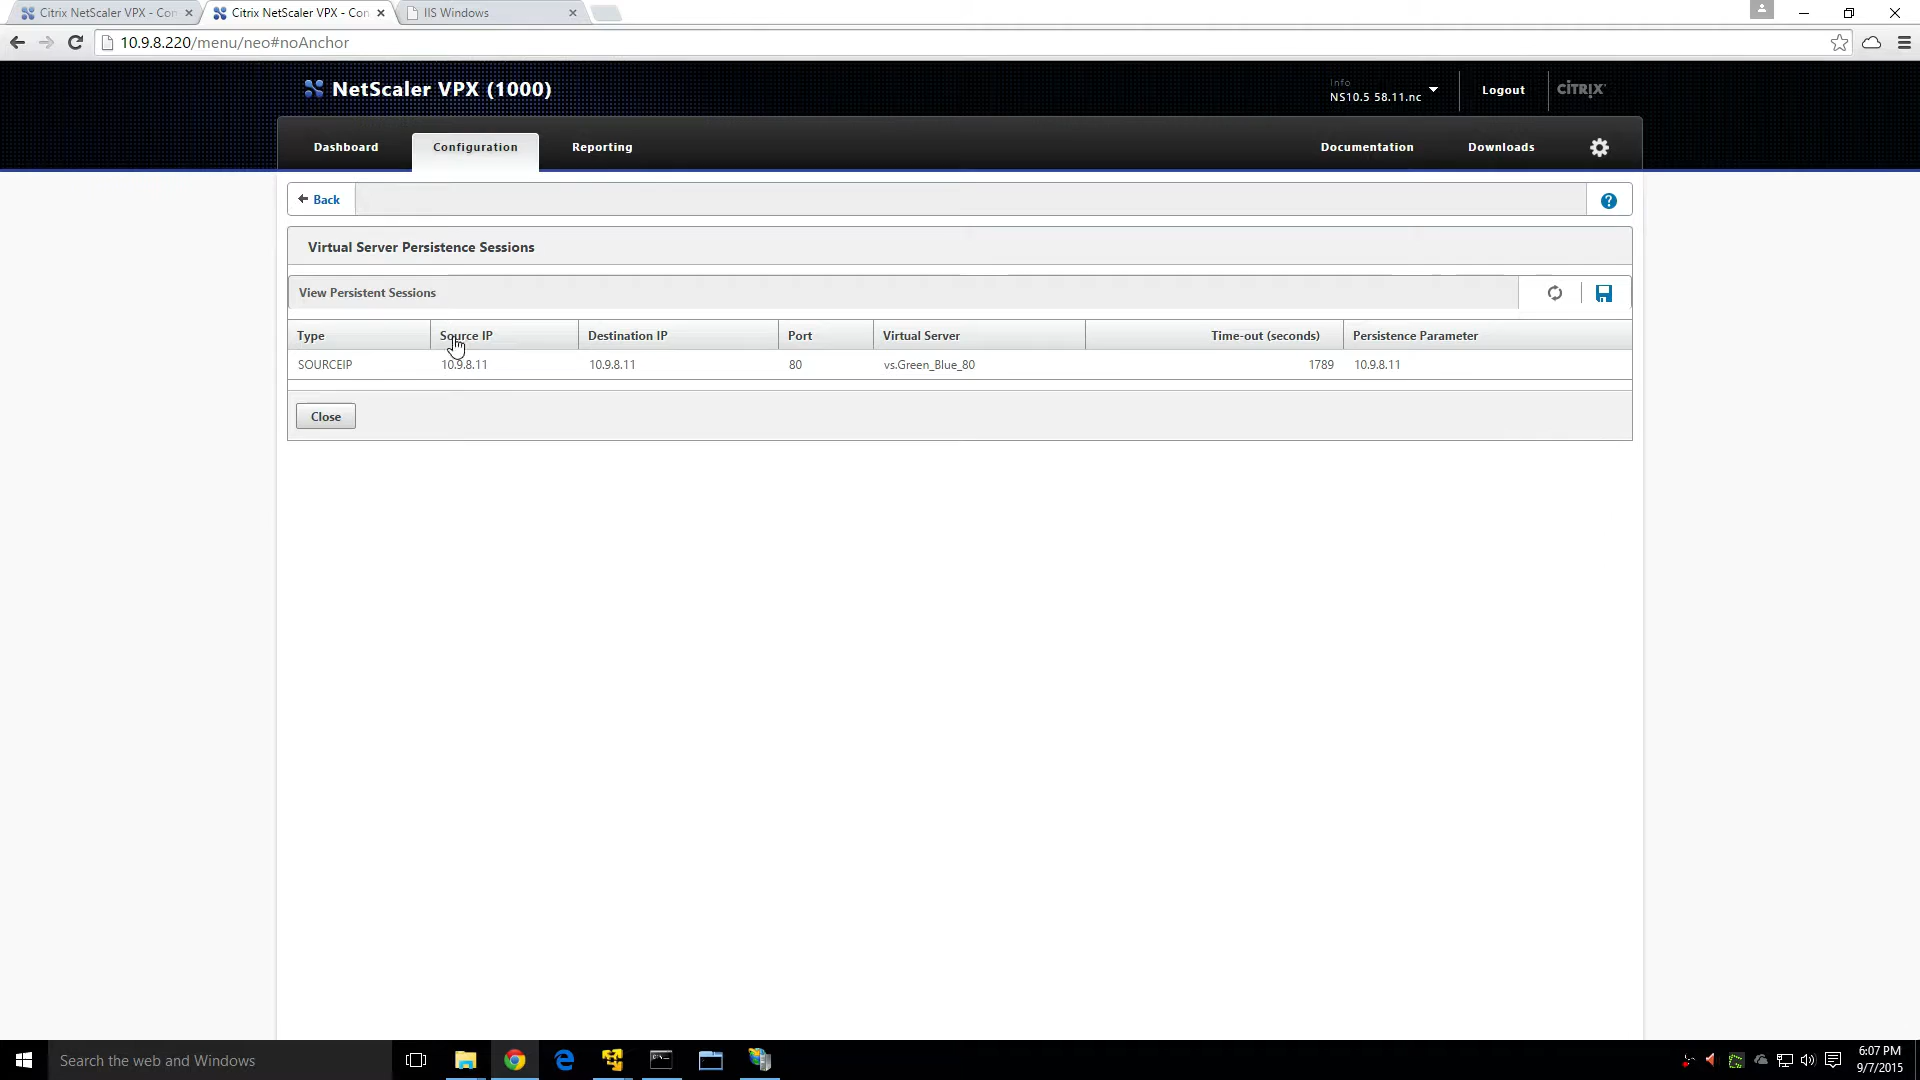 Citrix NetScaler VPX - Con
Citrix NetScaler VPX - Con
IIS Windows
10.9.8.220/menu/neo#noAnchor
NetScaler VPX (1000)
Info
NS10.5 58.11.nc
Logout
CİTRIX
Dashboard
Configuration
Reporting
Documentation
Downloads
Back
?
Virtual Server Persistence Sessions
View Persistent Sessions
Type Source IP Destination IP Port Virtual Server Time-out (seconds) Persistence Parameter
SOURCEIP 10.9.8.11 10.9.8.11 80 vs.Green_Blue_80 1789 10.9.8.11
Close
Search the web and Windows
6:07 PM
9/7/2015